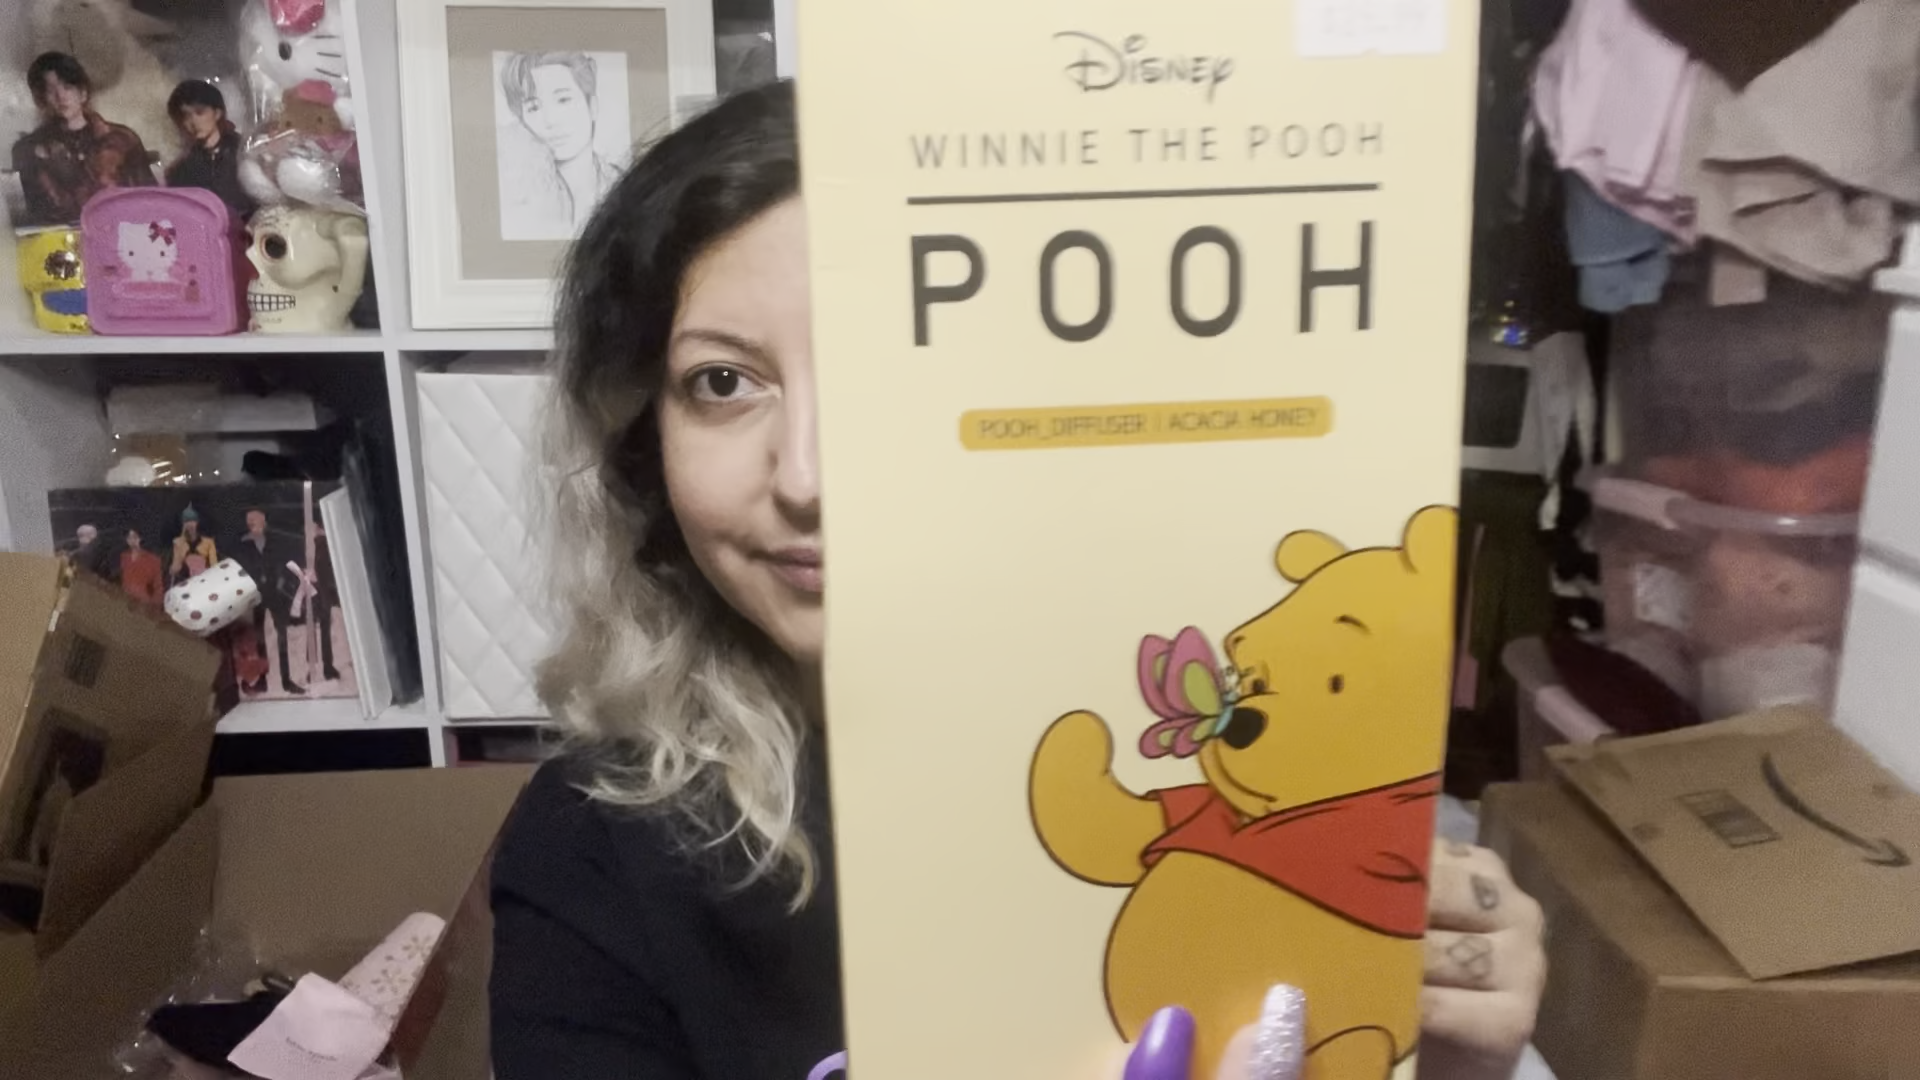 Disney
WINNIE THE POOH
POOH
POOH_DIFFUSER | ACACIA HONEY